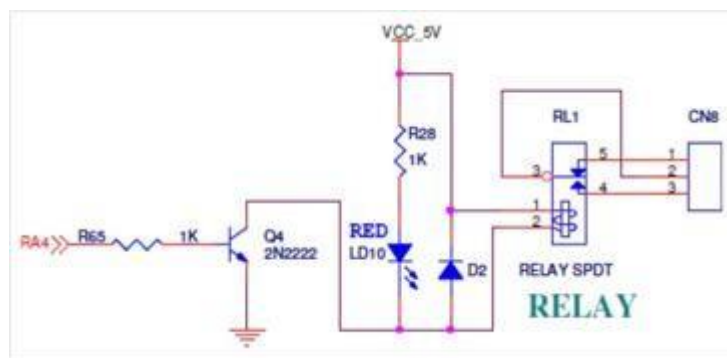 VCC_5V
RL1
CN8
R28
1K
5
1
3
2
4
3
1
2
RA4
R65
1K
Q4
2N2222
RED
LD10
D2
RELAY SPDT
RELAY